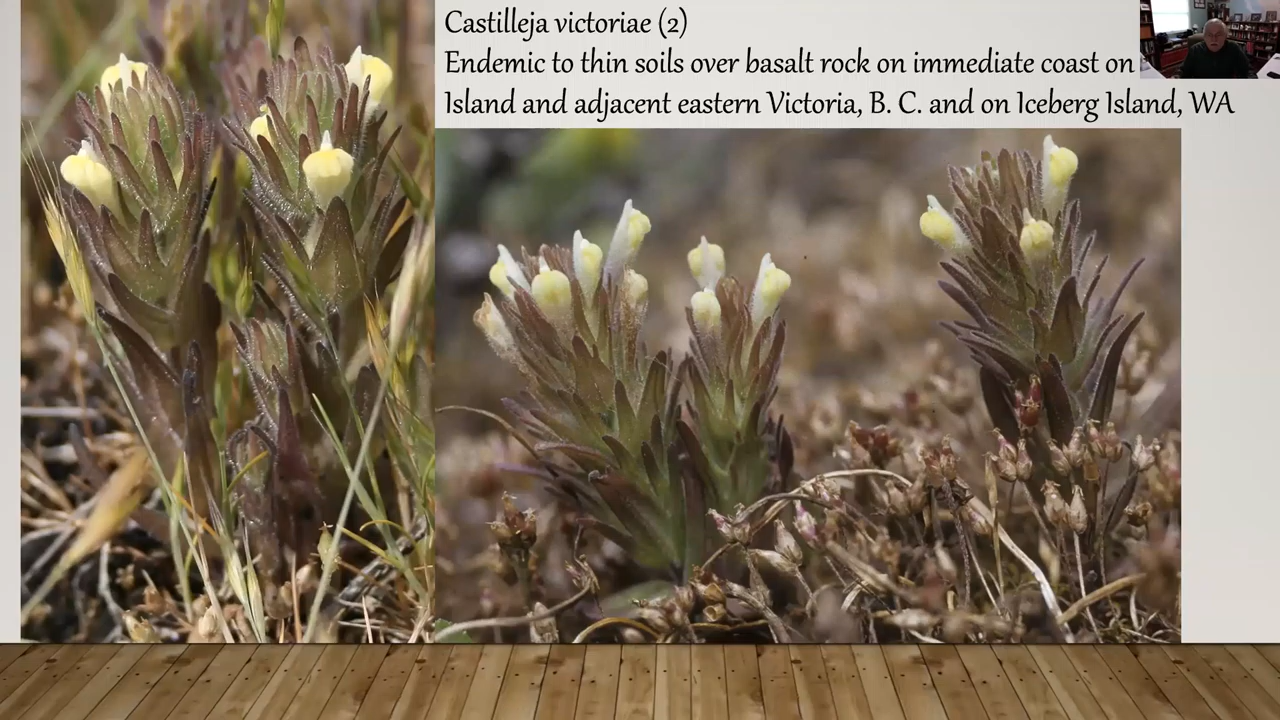 Castilleja victoriae (2)
Endemic to thin soils over basalt rock on immediate coast on
Island and adjacent eastern Victoria, B. C. and on Iceberg Island, WA